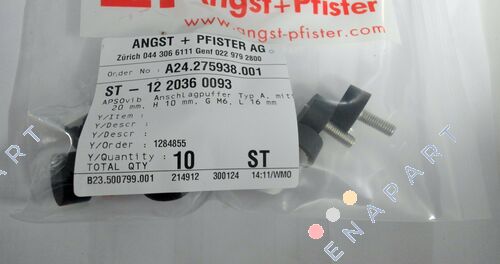 Angst+Pfister
www.angst-pfister.com
ANGST + PFISTER AG
Zürich 044 306 6111 Genf 022 979 2800
Order No A24.275938.001
ST - 12 2036 0093
APSOvib Anschlagpuffer Typ A, mit
20 mm, H 10 mm, G M6, L 16 mm
Y/Item :
Y/Descr :
Y/Descr :
Y/Order : 1284855
Y/Quantity : 10 ST
TOTAL QTY
B23.500799.001 214912 300124 14:11/WMO
ENAPART